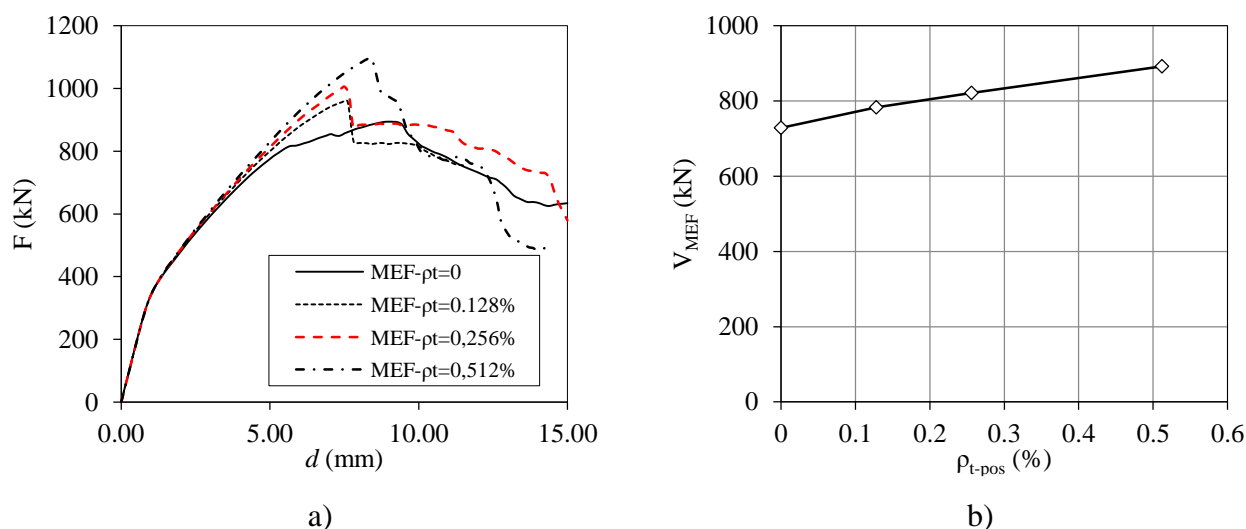 1200
1000
800
600
400
200
0
F (kN)
0.00
5.00
10.00
15.00
d (mm)
MEF-ρt=0
MEF-ρt=0.128%
MEF-ρt=0,256%
MEF-ρt=0,512%
a)
1000
800
600
400
200
0
V_MEF (kN)
0
0.1
0.2
0.3
0.4
0.5
0.6
ρ_t-pos (%)
b)